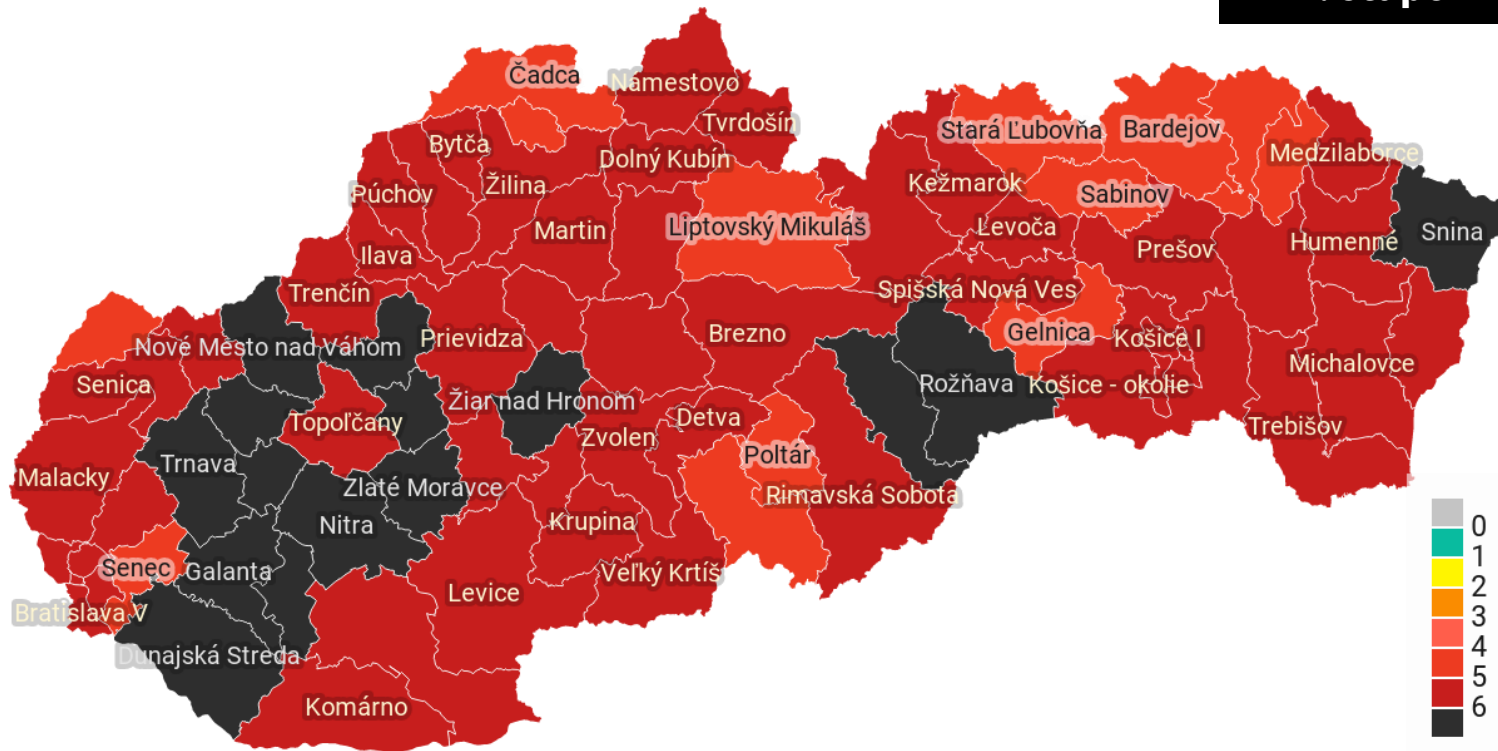 Čadca
Námestovo
Tvrdošín
Stará Ľubovňa
Bardejov
Bytča
Dolný Kubín
Medzilaborce
Žilina
Púchov
Kežmarok
Sabinov
Liptovský Mikuláš
Levoča
Martin
Snina
Humenné
Prešov
Ilava
Trenčín
Spišská Nová Ves
Gelnica
Brezno
Prievidza
Košice I
Nové Mesto nad Váhom
Michalovce
Senica
Rožňava
Košice - okolie
Žiar nad Hronom
Detva
Topoľčany
Zvolen
Trebišov
Poltár
Trnava
Malacky
Zlaté Moravce
Rimavská Sobota
Nitra
Krupina
Senec
Galanta
Veľký Krtíš
Levice
Bratislava V
Dunajská Streda
Komárno
0
1
2
3
4
5
6